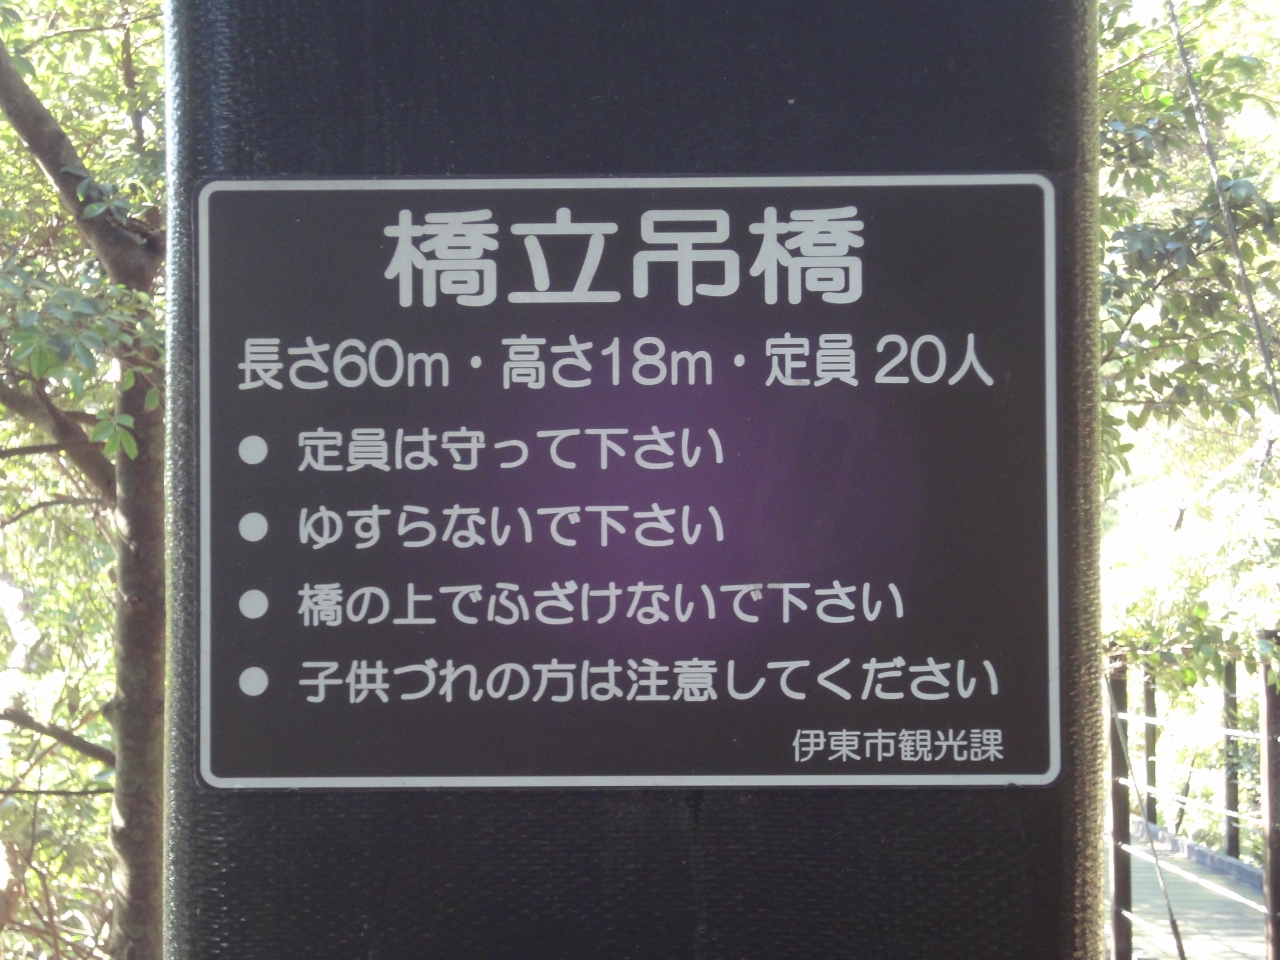 橋立吊橋
長さ60m・高さ18m・定員 20人
● 定員は守って下さい
● ゆすらないで下さい
● 橋の上でふざけないで下さい
● 子供づれの方は注意してください
伊東市観光課